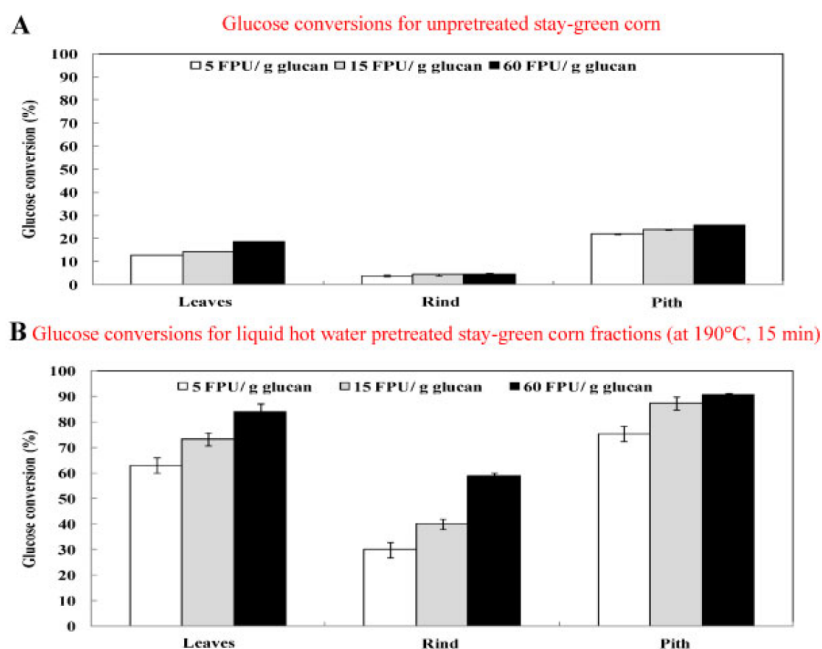 A
Glucose conversions for unpretreated stay-green corn
5 FPU/ g glucan 15 FPU/ g glucan 60 FPU/ g glucan
Glucose conversion (%)
100
90
80
70
60
50
40
30
20
10
0
Leaves Rind Pith
B Glucose conversions for liquid hot water pretreated stay-green corn fractions (at 190°C, 15 min)
5 FPU/ g glucan 15 FPU/ g glucan 60 FPU/ g glucan
Glucose conversion (%)
100
90
80
70
60
50
40
30
20
10
0
Leaves Rind Pith